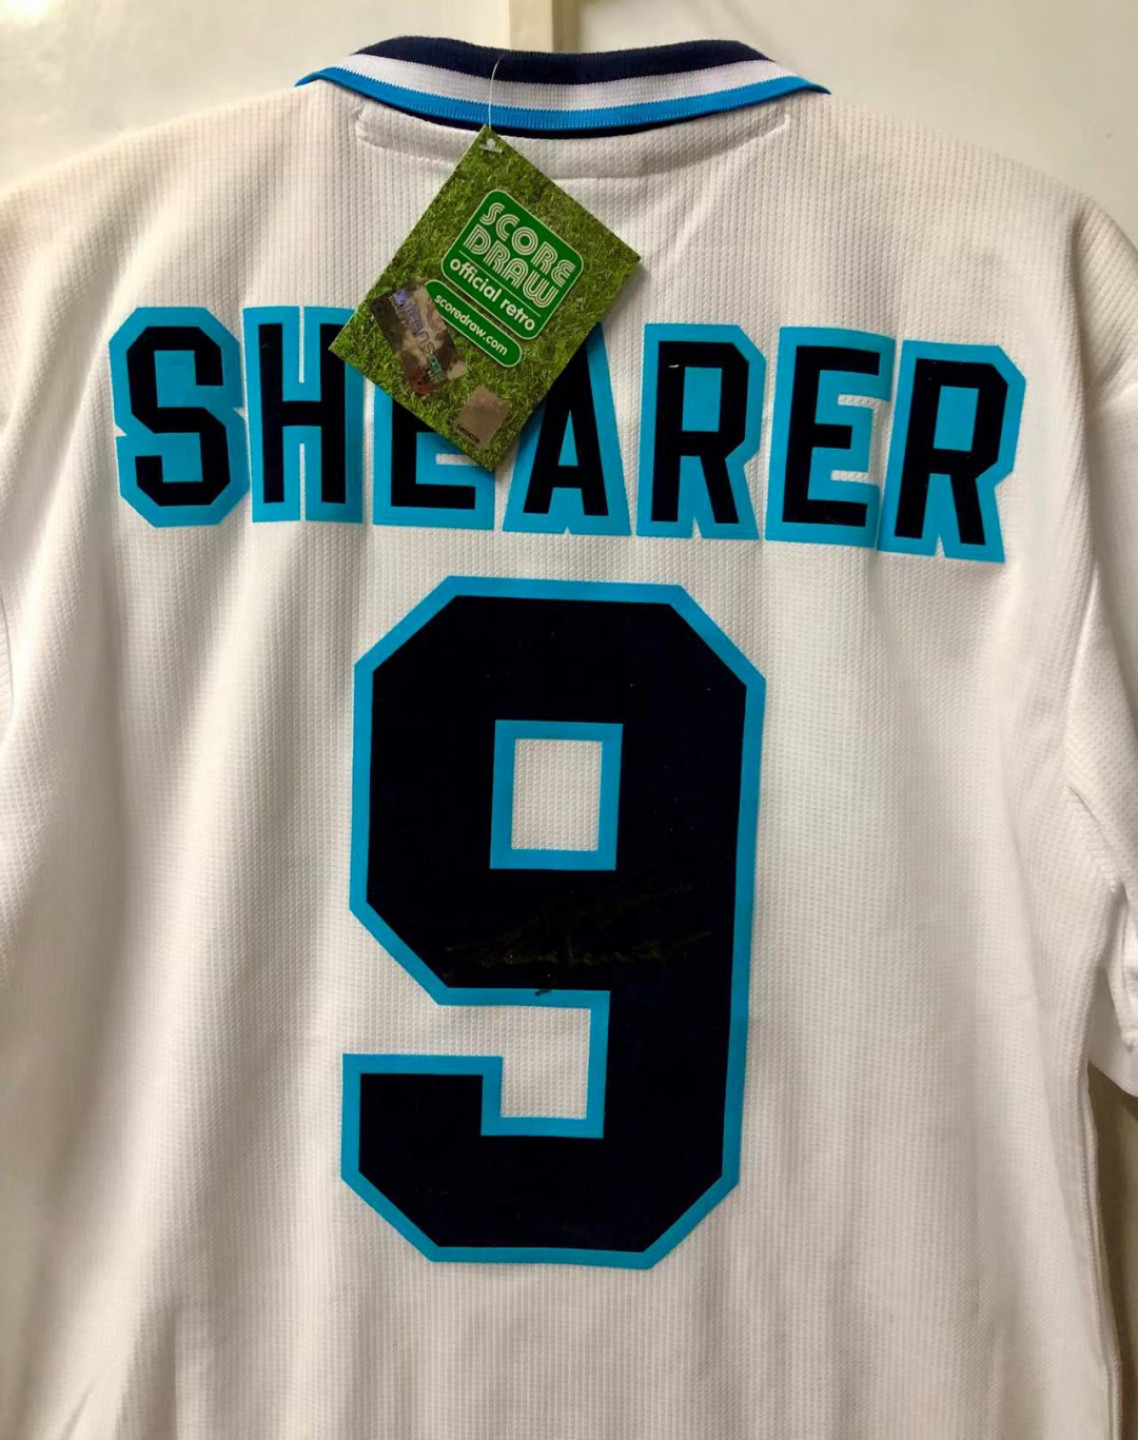 SCORE
DRAW
official retro
scoredraw.com
SHEARER
9